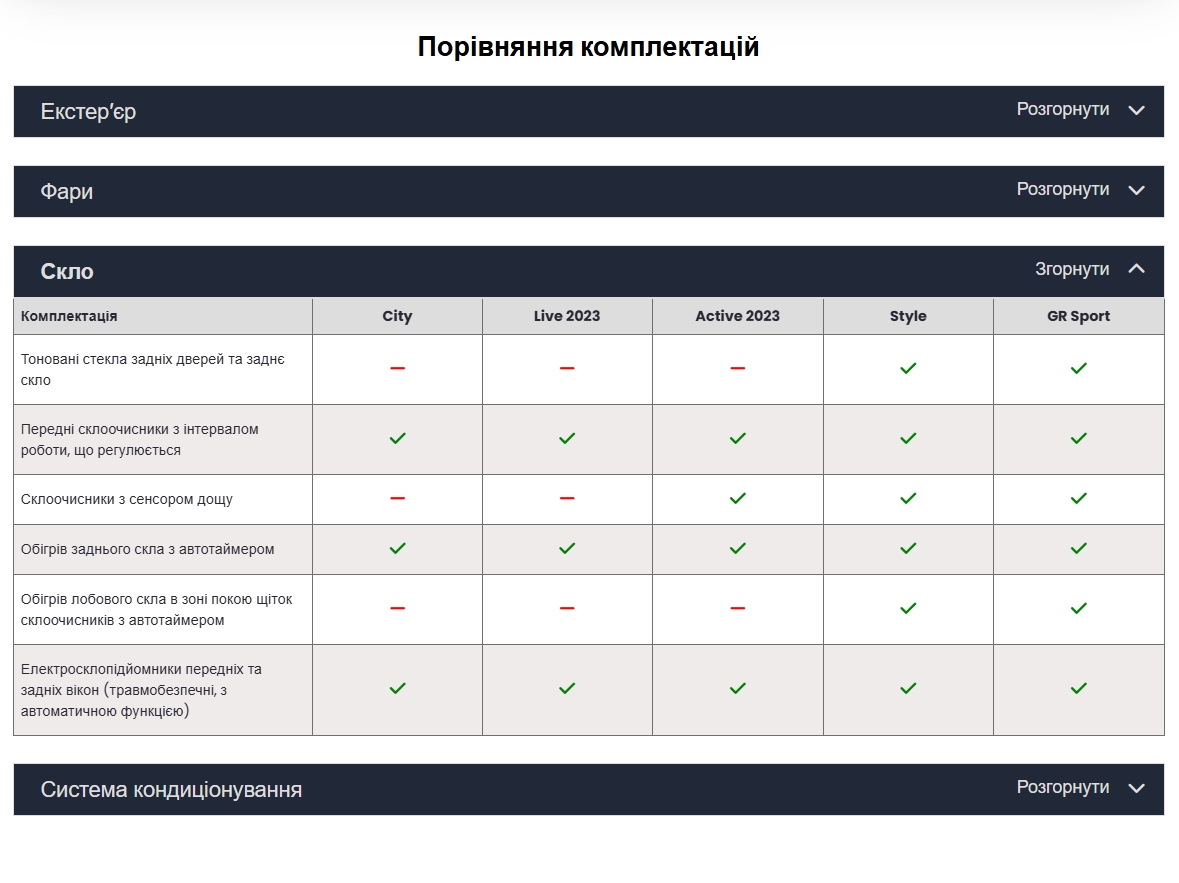 Порівняння комплектацій
Екстер’єр
Розгорнути
Фари
Розгорнути
Скло
Згорнути
Комплектація City Live 2023 Active 2023 Style GR Sport
Тоновані стекла задніх дверей та заднє
скло
Передні склоочисники з інтервалом
роботи, що регулюється
Склоочисники з сенсором дощу
Обігрів заднього скла з автотаймером
Обігрів лобового скла в зоні покою щіток
склоочисників з автотаймером
Електросклопідйомники передніх та
задніх вікон (травмобезпечні, з
автоматичною функцією)
Система кондиціонування
Розгорнути